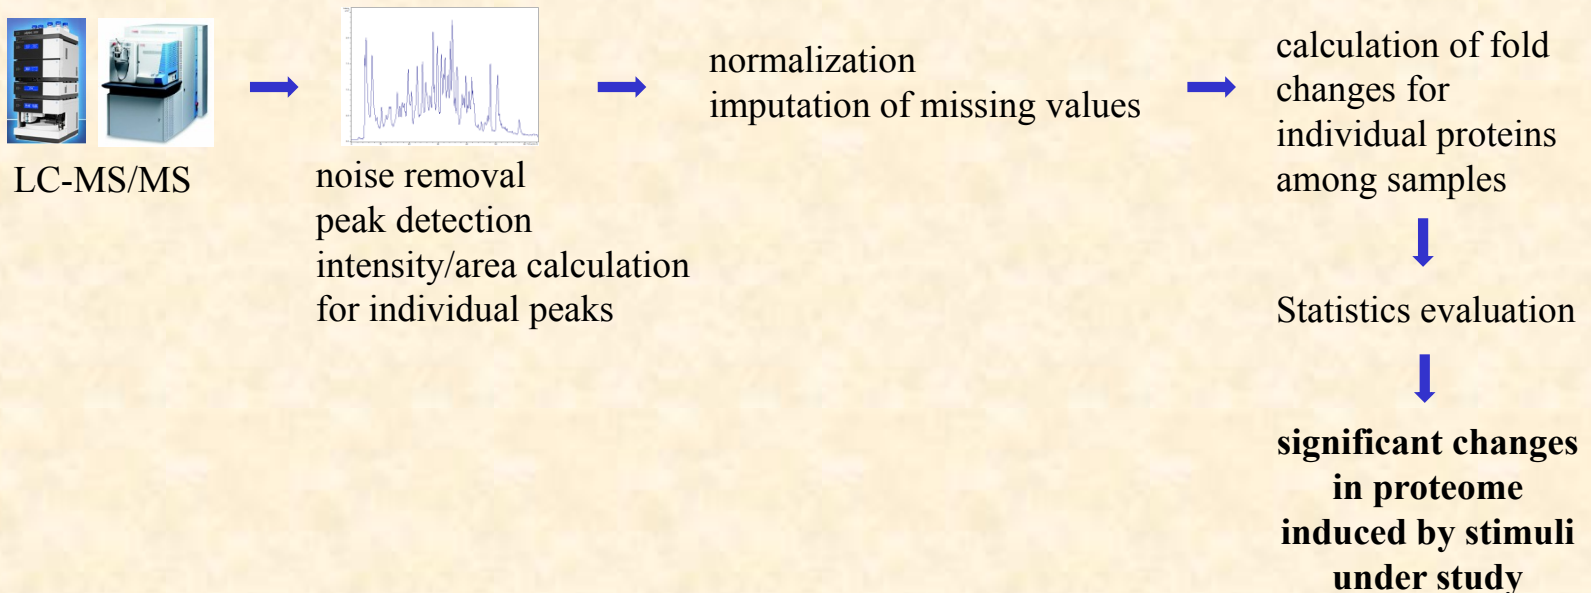 LC-MS/MS
noise removal
peak detection
intensity/area calculation
for individual peaks
normalization
imputation of missing values
calculation of fold
changes for
individual proteins
among samples
Statistics evaluation
significant changes
in proteome
induced by stimuli
under study